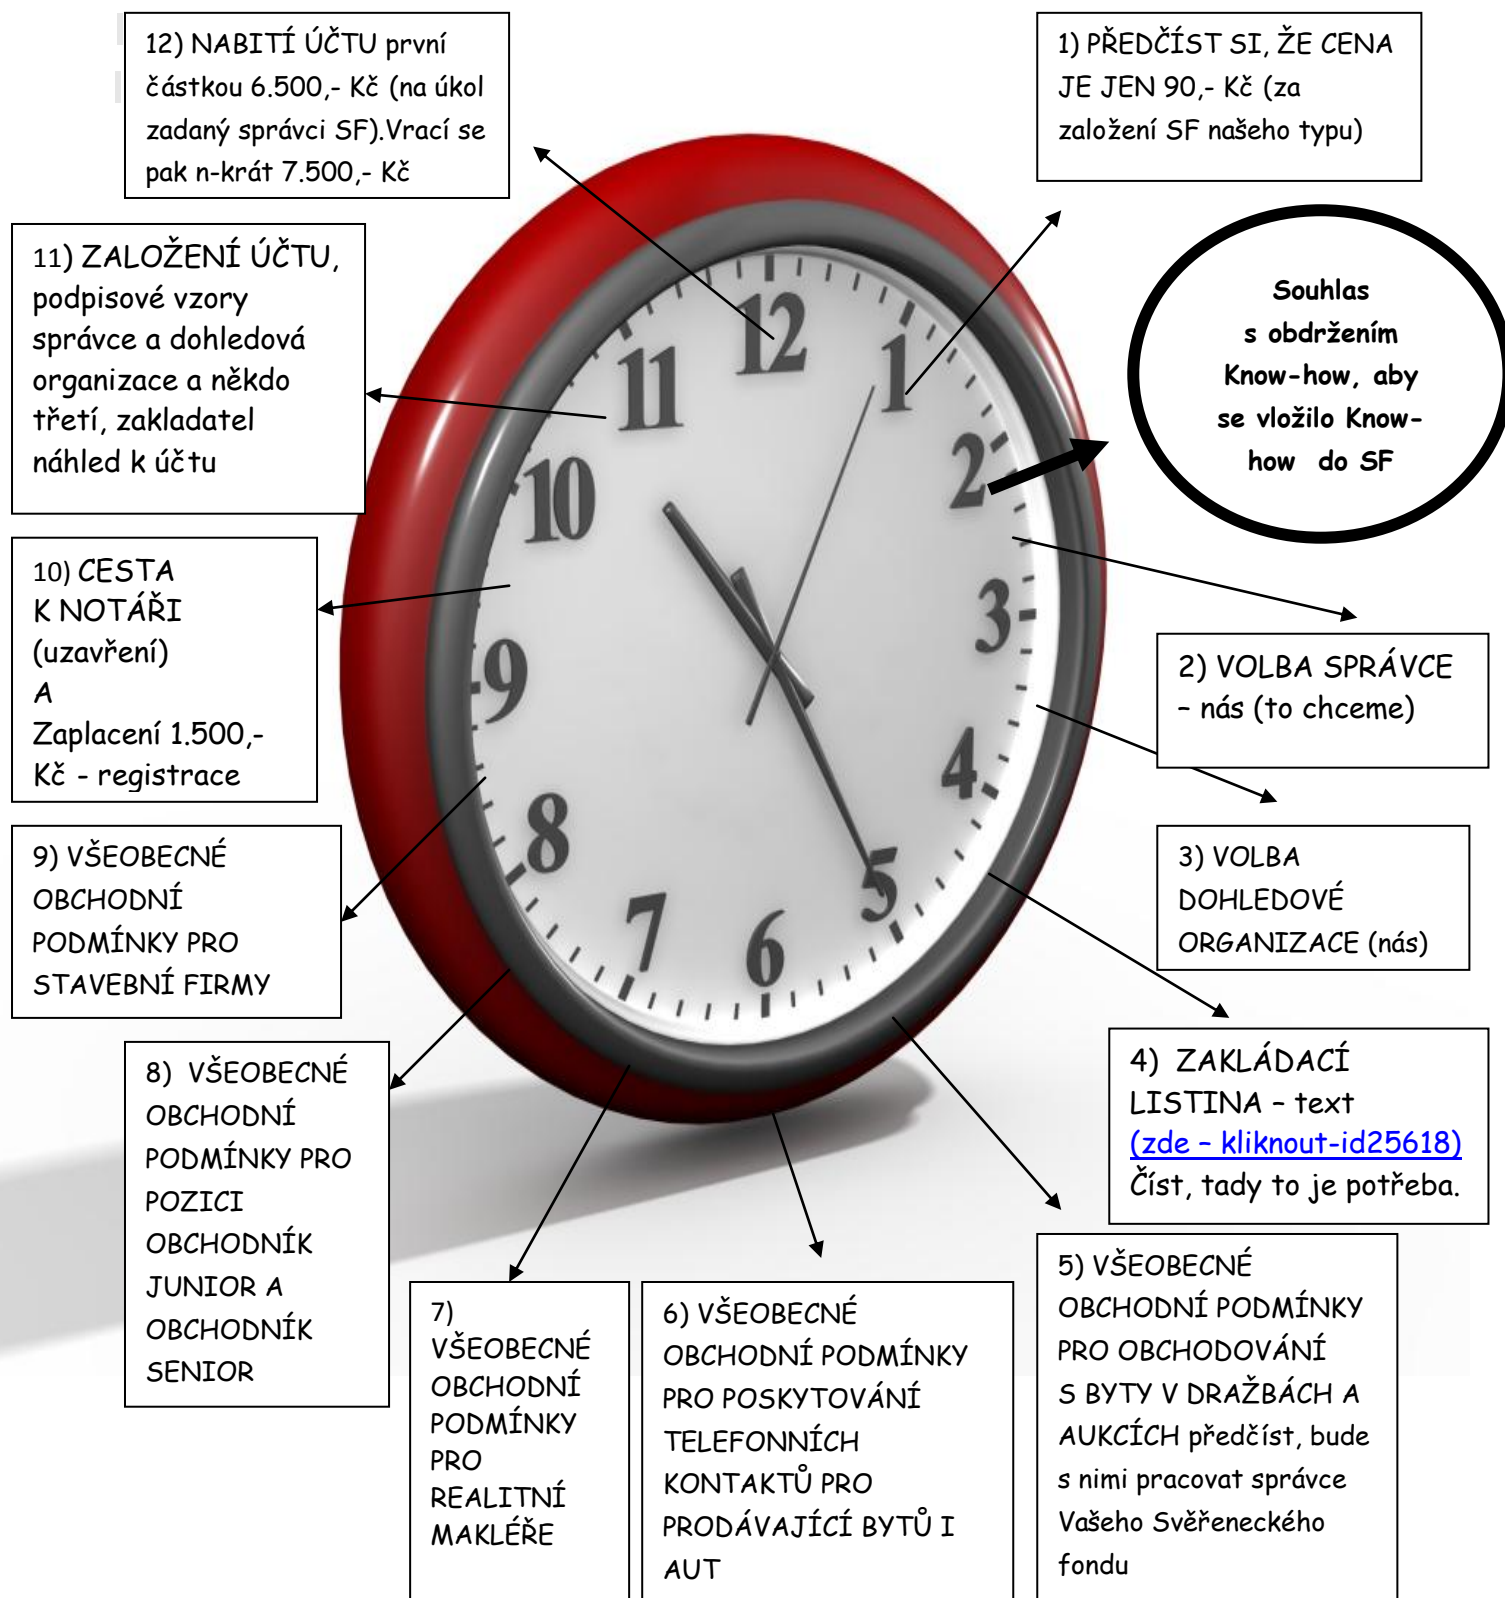 12) NABITÍ ÚČTU první
částkou 6.500,- Kč (na úkol
zadaný správci SF).Vrací se
pak n-krát 7.500,- Kč
1) PŘEDČÍST SI, ŽE CENA
JE JEN 90,- Kč (za
založení SF našeho typu)
11) ZALOŽENÍ ÚČTU,
podpisové vzory
správce a dohledová
organizace a někdo
třetí, zakladatel
náhled k účtu
Souhlas
s obdržením
Know-how, aby
se vložilo Know-
how do SF
10) CESTA
K NOTÁŘI
(uzavření)
A
Zaplacení 1.500,-
Kč - registrace
2) VOLBA SPRÁVCE
– nás (to chceme)
9) VŠEOBECNÉ
OBCHODNÍ
PODMÍNKY PRO
STAVEBNÍ FIRMY
3) VOLBA
DOHLEDOVÉ
ORGANIZACE (nás)
8) VŠEOBECNÉ
OBCHODNÍ
PODMÍNKY PRO
POZICI
OBCHODNÍK
JUNIOR A
OBCHODNÍK
SENIOR
4) ZAKLÁDACÍ
LISTINA – text
(zde – kliknout-id25618)
Číst, tady to je potřeba.
7)
VŠEOBECNÉ
OBCHODNÍ
PODMÍNKY
PRO
REALITNÍ
MAKLÉŘE
6) VŠEOBECNÉ
OBCHODNÍ PODMÍNKY
PRO POSKYTOVÁNÍ
TELEFONNÍCH
KONTAKTŮ PRO
PRODÁVAJÍCÍ BYTŮ I
AUT
5) VŠEOBECNÉ
OBCHODNÍ PODMÍNKY
PRO OBCHODOVÁNÍ
S BYTY V DRAŽBÁCH A
AUKCÍCH předčíst, bude
s nimi pracovat správce
Vašeho Svěřeneckého
fondu
12
1
2
3
4
5
6
7
8
9
10
11